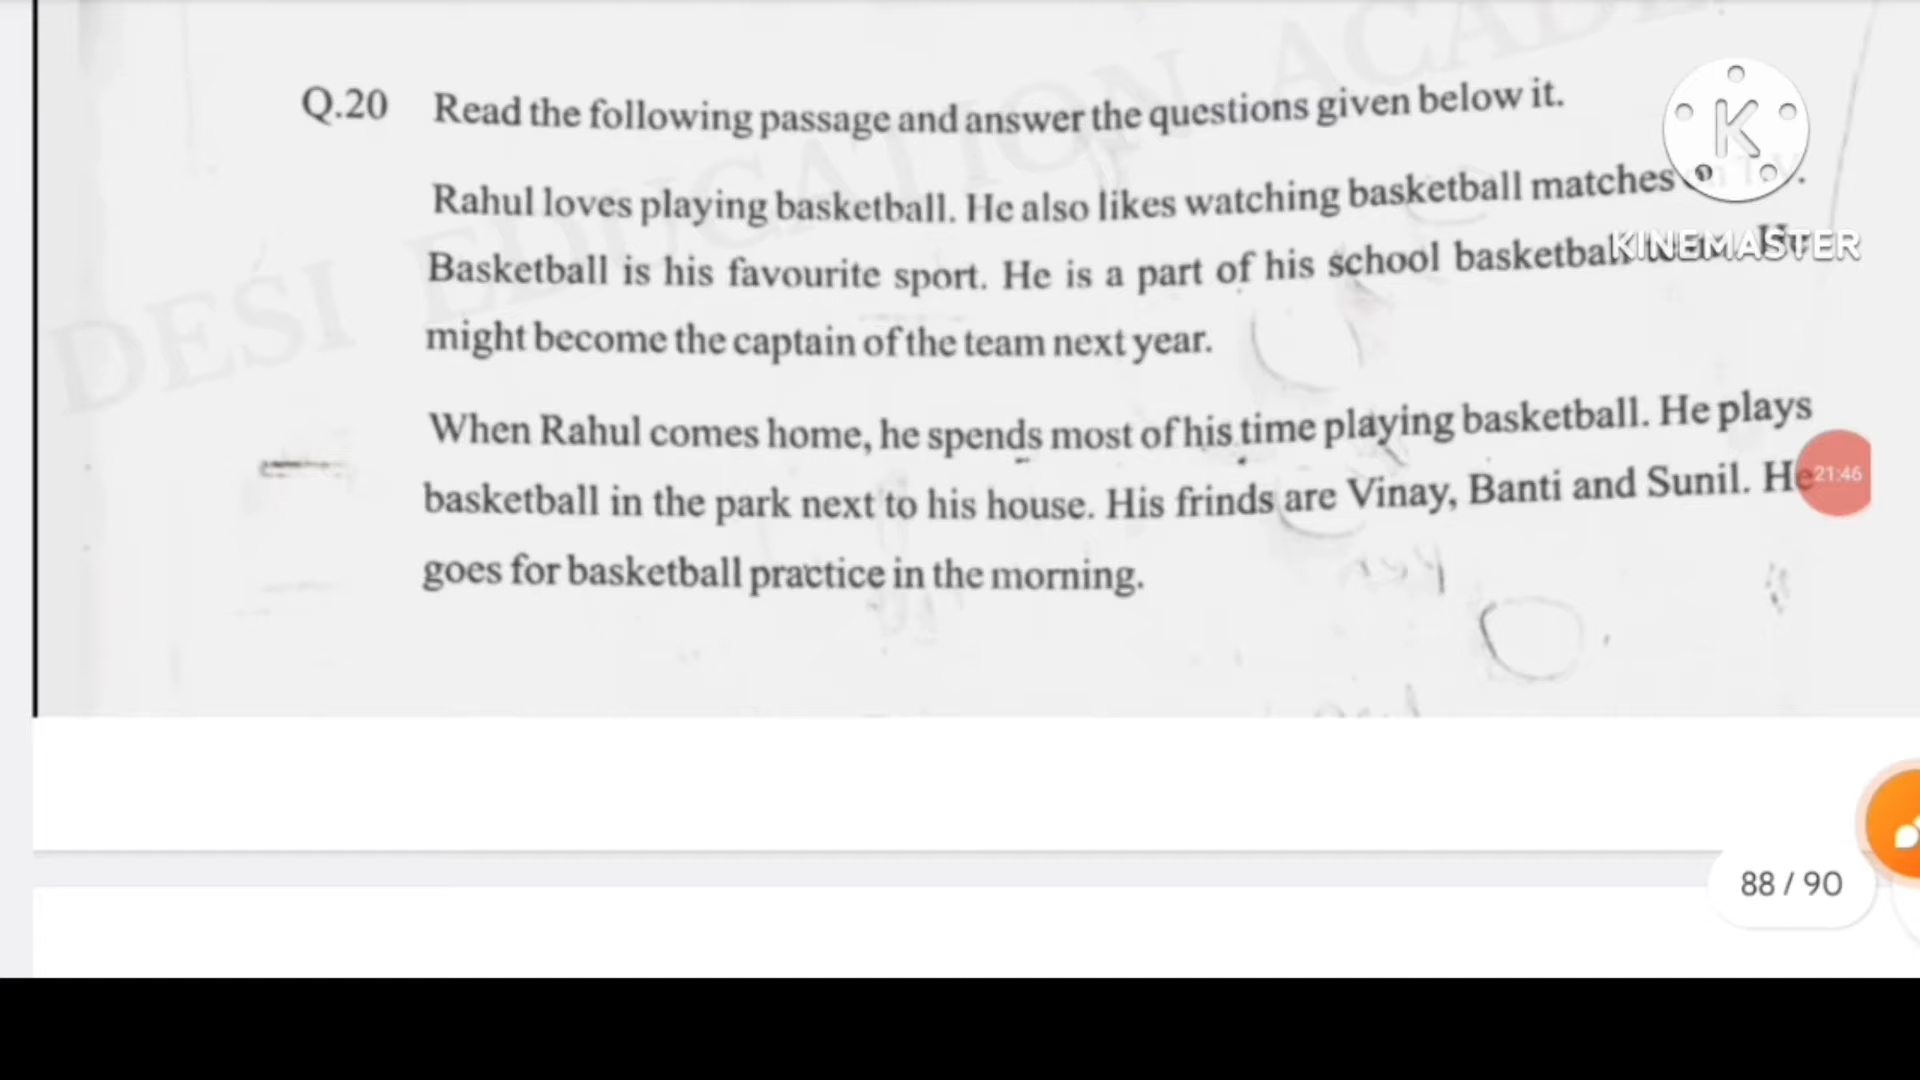 DESI EDUCATION ACADE
Q.20 Read the following passage and answer the questions given below it.
Rahul loves playing basketball. He also likes watching basketball matches on T.V.
Basketball is his favourite sport. He is a part of his school basketball He
might become the captain of the team next year.
When Rahul comes home, he spends most of his time playing basketball. He plays
basketball in the park next to his house. His frinds are Vinay, Banti and Sunil. He
goes for basketball practice in the morning.
K
KINEMASTER
21:46
88 / 90